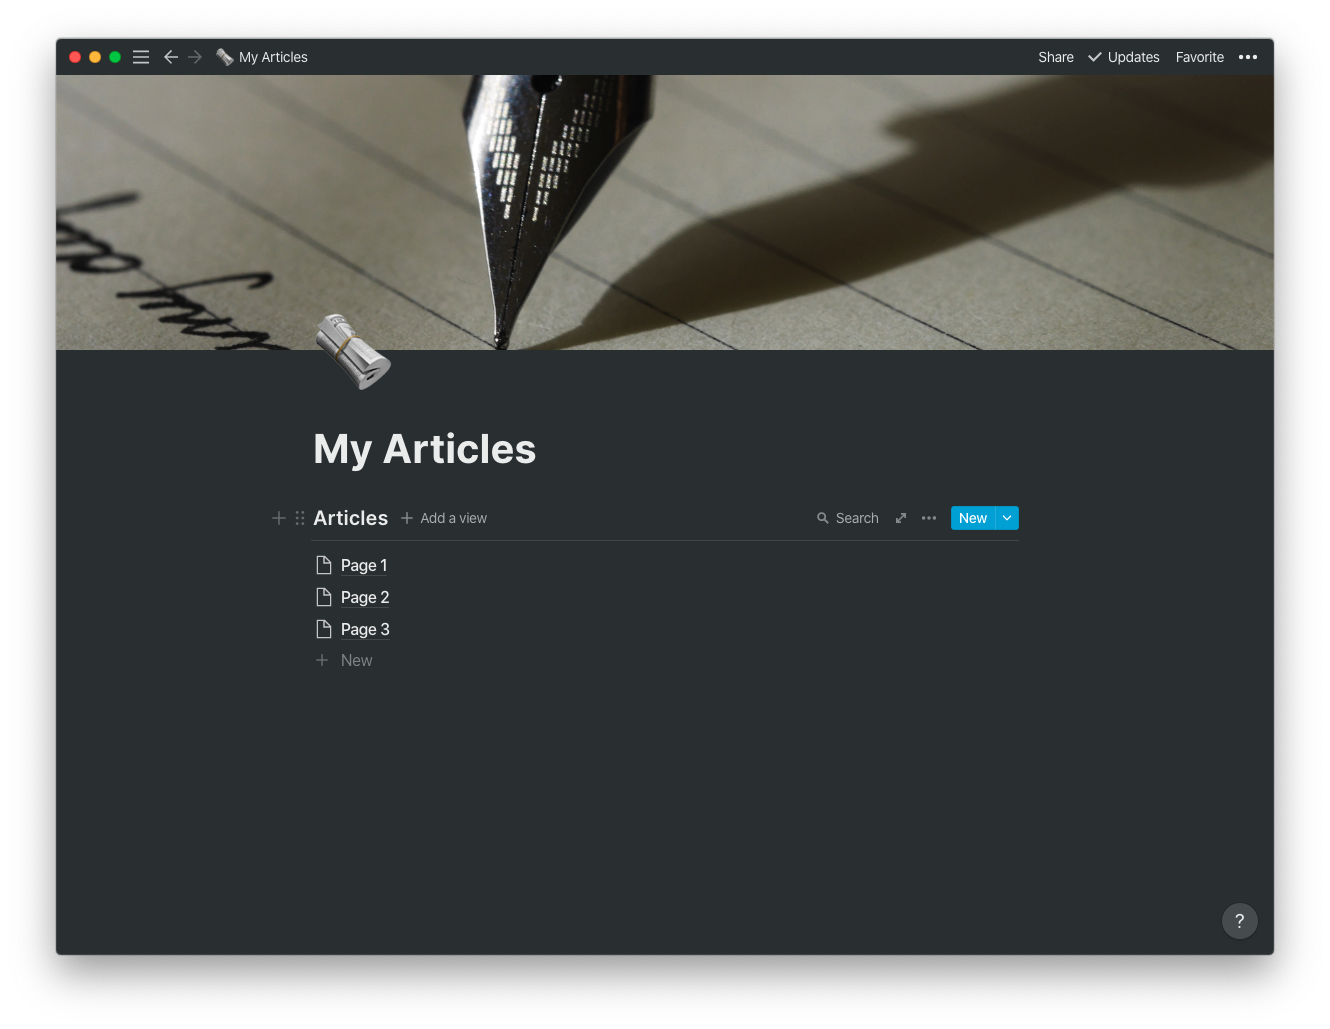 My Articles
Share Updates Favorite •••
My Articles
Articles + Add a view Search ••• New
Page 1
Page 2
Page 3
+ New
?